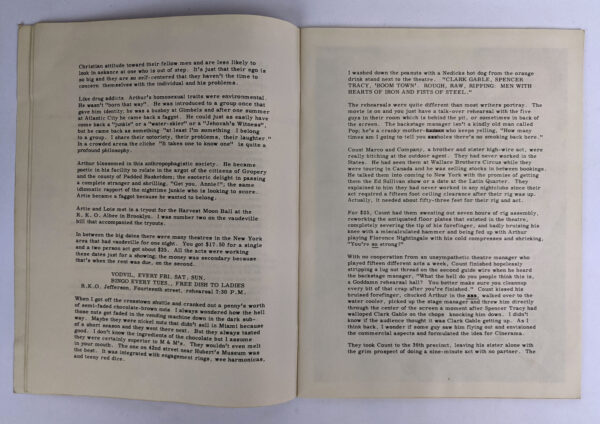 Christian attitude toward their fellow men and are less likely to
look in askance at one who is out of step. It's just that their ego is
so big and they are so self-centered that they haven't the time to
concern themselves with the individual and his problems.
Like drug addicts, Arthur's homosexual traits were environmental.
He wasn't "born that way". He was introduced to a group once that
gave him identity; he was a busboy at Gimbels and after one summer
at Atlantic City he came back a faggot. He could just as easily have
come back a "junkie" or a "water-skier" or a "Jehovah's Witness",
but he came back as something "at least I'm something. I belong
to a group. I share their notoriety, their problems, their laughter."
In a crowded arena the cliche "it takes one to know one" is quite a
profound philosophy.
Arthur blossomed in this anthropophagistic society. He became
poetic in his facility to relate in the argot of the citizens of Gropery
and the county of Padded Basketdom; the esoteric delight in passing
a complete stranger and shrilling, "Get you, Annie!", the same
idiomatic rapport of the nighttime junkie who is looking to score.
Artie became a faggot because he wanted to belong.
Artie and Lote met is a tryout for the Harvest Moon Ball at the
R. K. O. Albee in Brooklyn. I was number two on the vaudeville
bill that accompanied the tryouts.
In between the big dates there were many theatres in the New York
area that had vaudeville for one night. You got $17.50 for a single
and a two person act got about $25. All the acts were working
these dates just for a showing; the money was secondary because
that's when the rest was due, on the second.
VODVIL, EVERY FRI, SAT, SUN,
BINGO EVERY TUES., FREE DISH TO LADIES
R.K.O. Jefferson, Fourteenth street, rehearsal 7:30 P.M.
When I got off the crosstown shuttle and cranked out a penny's worth
of semi-faded chocolate-brown nuts I always wondered how the hell
those nuts got faded in the vending machine down in the dark sub-
way. Maybe they were nickel nuts that didn't sell in Miami because
of a short season and they went there next. But they always tasted
good. I don't know the ingredients of the chocolate but I assume
they were certainly superior to M & M's. They wouldn't even melt
in your mouth. The one on 42nd street near Hubert's Museum was
the best. It was integrated with engagement rings, wee harmonicas,
and teeny red dice.
I washed down the peanuts with a Nedicks hot dog from the orange
drink stand next to the theatre. "CLARK GABLE, SPENCER
TRACY, 'BOOM TOWN' ROUGH, RAW, RIPPING: MEN WITH
HEARTS OF IRON AND FISTS OF STEEL."
The rehearsals were quite different than most writers portray. The
movie is on and you just have a talk-over rehearsal with the five
guys in their room which is behind the pit, or sometimes in back of
the screen. The backstage manager isn't a kindly old man called
Pop; he's a cranky mother who keeps yelling, "How many
times am I going to tell you assholes there's no smoking back here."
Count Marco and Company, a brother and sister high-wire act, were
really bitching at the outdoor agent. They had never worked in the
States. He had seen them at Wallace Brothers Circus while they
were touring in Canada and he was selling stocks in between bookings.
He talked them into coming to New York with the promise of getting
them the Ed Sullivan show or a date at the Latin Quarter. They
explained to him they had never worked in any nightclubs since their
act required a fifteen foot ceiling clearance after their rig was up.
Actually, it needed about fifty-three feet for their rig and act.
For $25, Count had them sweating out seven hours of rig assembly,
reworking the antiquated floor plates that existed in the theatre,
completely severing the tip of his forefinger, and badly bruising his
knee with a miscalculated hammer and being fed up with Arthur
playing Florence Nightingale with his cold compresses and shrieking,
"You're so strong!"
With no cooperation from an unsympathetic theatre manager who
played fifteen different acts a week, Count finished hopelessly
stripping a lug nut thread on the second guide wire when he heard
the backstage manager, "What the hell do you people think this is,
a Goddamn rehearsal hall? You better make sure you cleanup
every bit of that crap after you're finished." Count kissed his
bruised forefinger, cinched Arthur in the ass, walked over to the
water cooler, picked up the stage manager and threw him directly
through the center of the screen a moment after Spencer Tracy had
walloped Clark Gable on the chops knocking him down. I didn't
know if the audience thought it was Clark Gable getting up. As I
think back, I wonder if some guy saw him flying out and envisioned
the commercial aspects and formulated the idea for Cinerama.
They took Count to the 36th precinct, leaving his sister alone with
the grim prospect of doing a nine-minute act with no partner. The